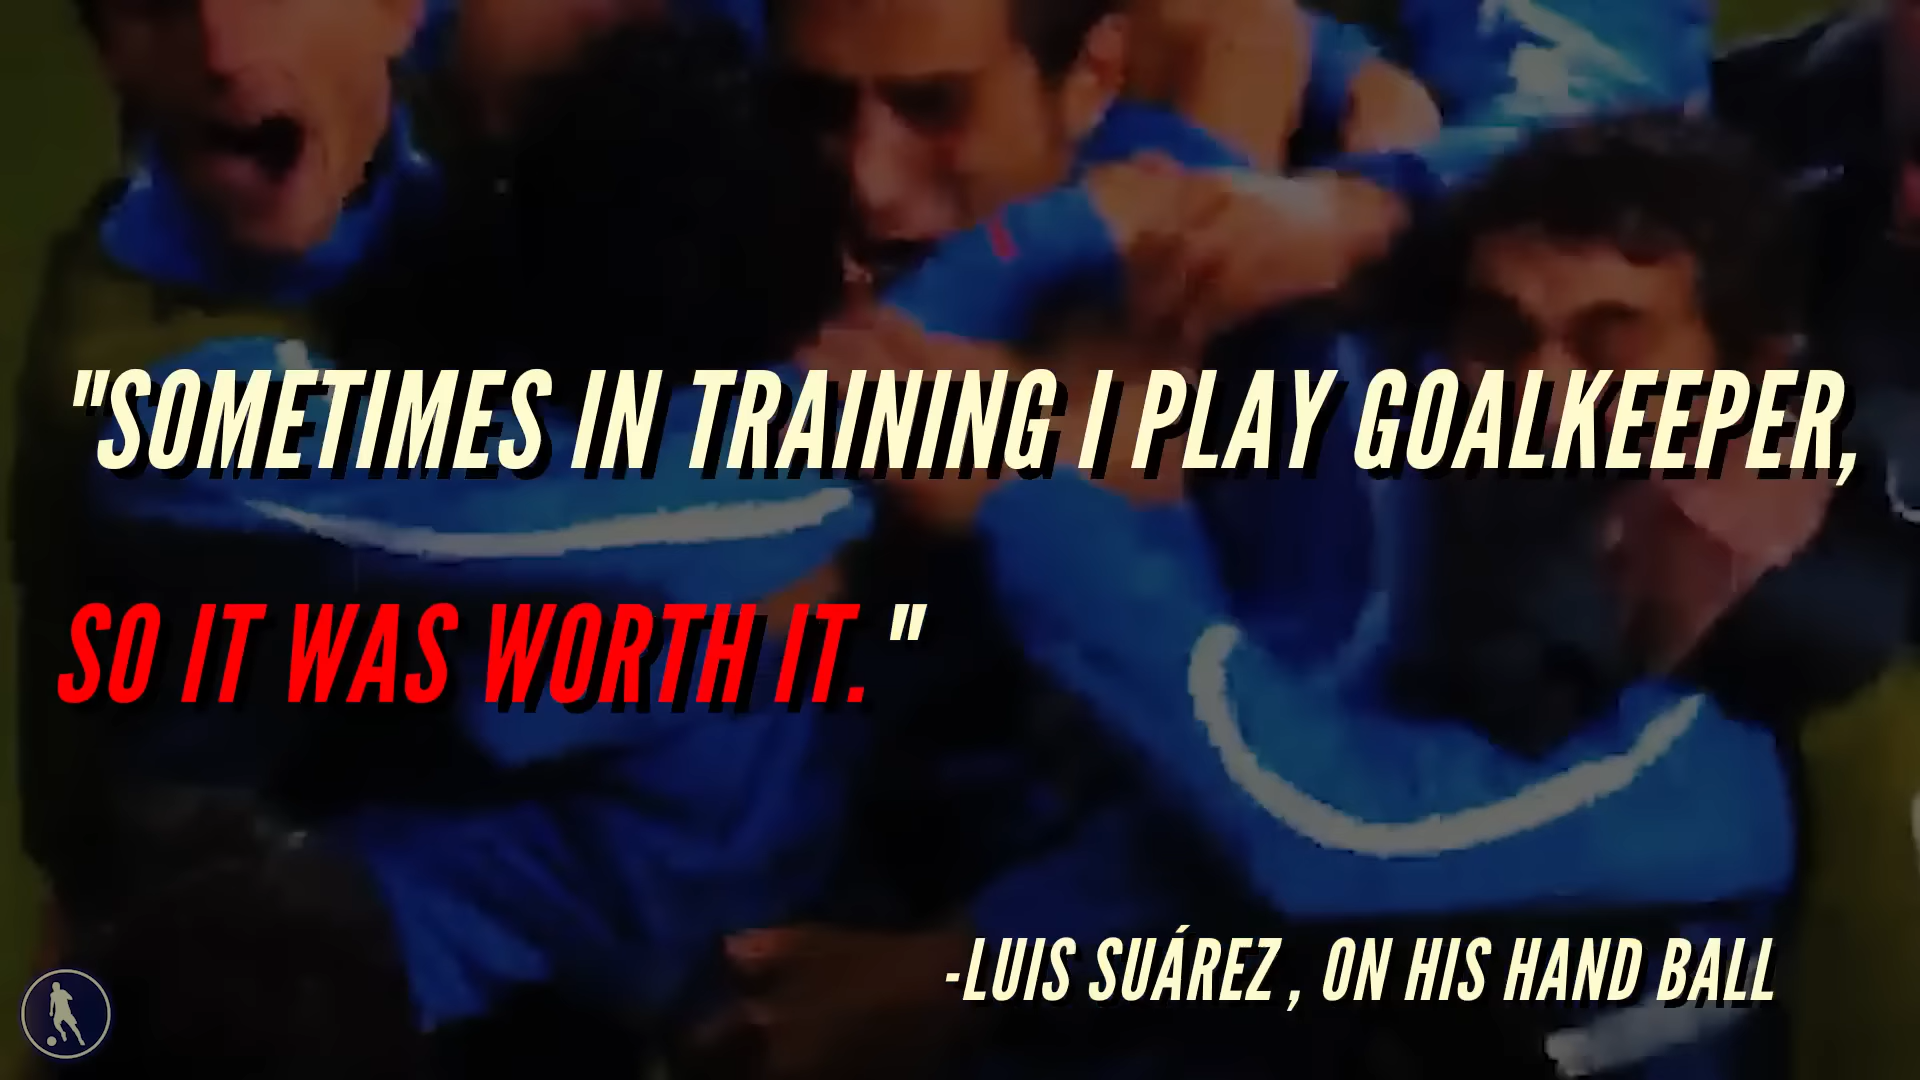 "SOMETIMES IN TRAINING I PLAY GOALKEEPER,
SO IT WAS WORTH IT."
-LUIS SUÁREZ , ON HIS HAND BALL